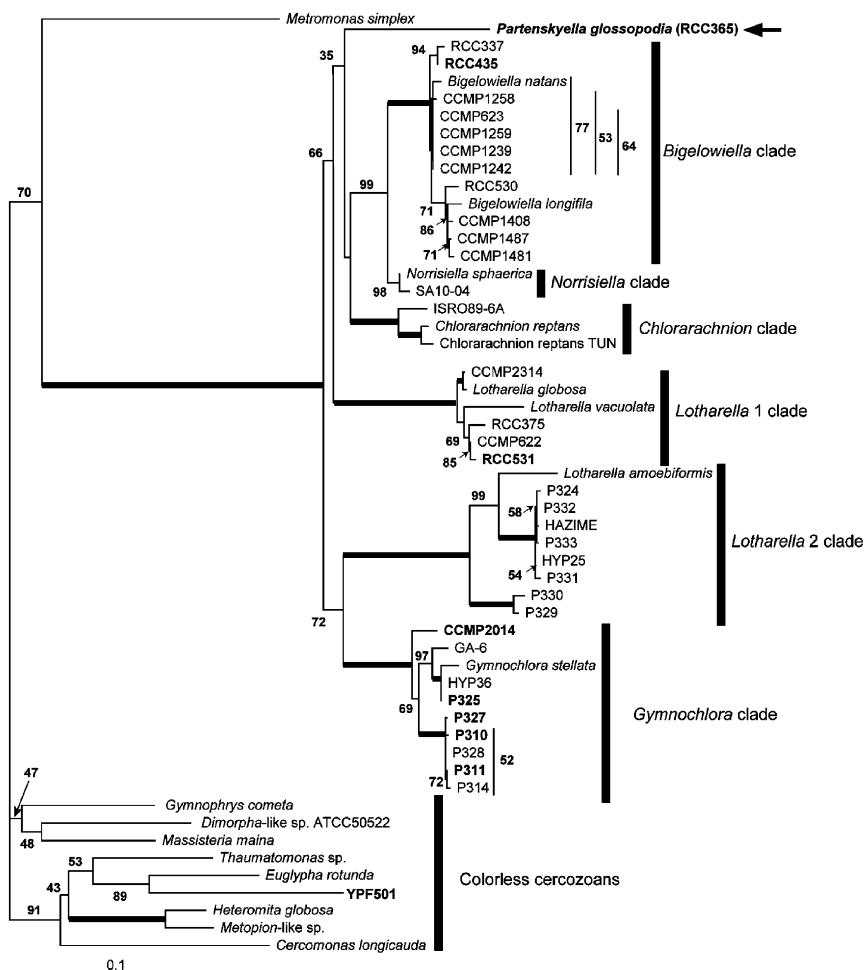 Metromonas simplex
Partenskyella glossopodia (RCC365)
35
94
RCC337
RCC435
Bigelowiella natans
CCMP1258
CCMP623
CCMP1259
CCMP1239
CCMP1242
77
53
64
Bigelowiella clade
66
70
99
RCC530
Bigelowiella longifila
71
86
CCMP1408
CCMP1487
71
CCMP1481
Norrisiella sphaerica
98
SA10-04
Norrisiella clade
ISRO89-6A
Chlorarachnion reptans
Chlorarachnion reptans TUN
Chlorarachnion clade
CCMP2314
Lotharella globosa
Lotharella vacuolata
RCC375
69
CCMP622
85
RCC531
Lotharella 1 clade
Lotharella amoebiformis
99
P324
58
P332
HAZIME
P333
HYP25
54
P331
P330
P329
Lotharella 2 clade
72
CCMP2014
97
GA-6
Gymnochlora stellata
HYP36
P325
69
P327
P310
P328
52
P311
72
P314
Gymnochlora clade
47
Gymnophrys cometa
Dimorpha-like sp. ATCC50522
48
Massisteria maina
53
Thaumatomonas sp.
Euglypha rotunda
43
89
YPF501
91
Heteromita globosa
Metopion-like sp.
Cercomonas longicauda
Colorless cercozoans
0.1